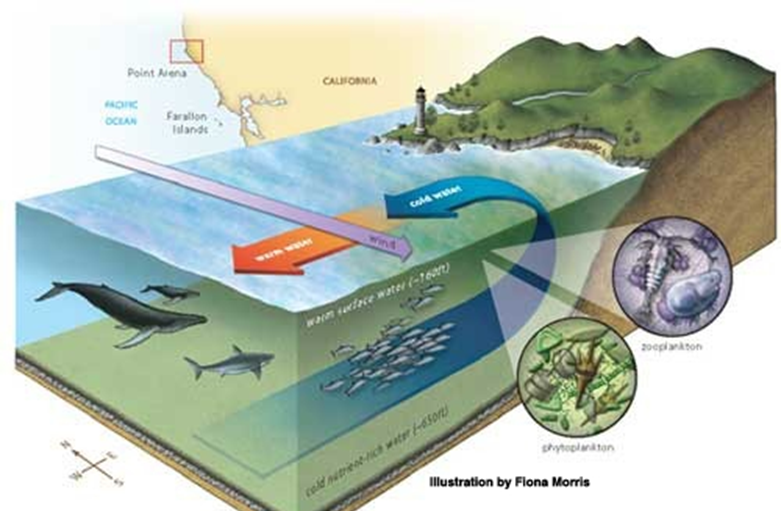 Point Arena
CALIFORNIA
PACIFIC
OCEAN
Farallon
Islands
cold water
warm water
wind
warm surface water (~160ft)
zooplankton
phytoplankton
cold nutrient-rich water (~650ft)
N
W
Illustration by Fiona Morris